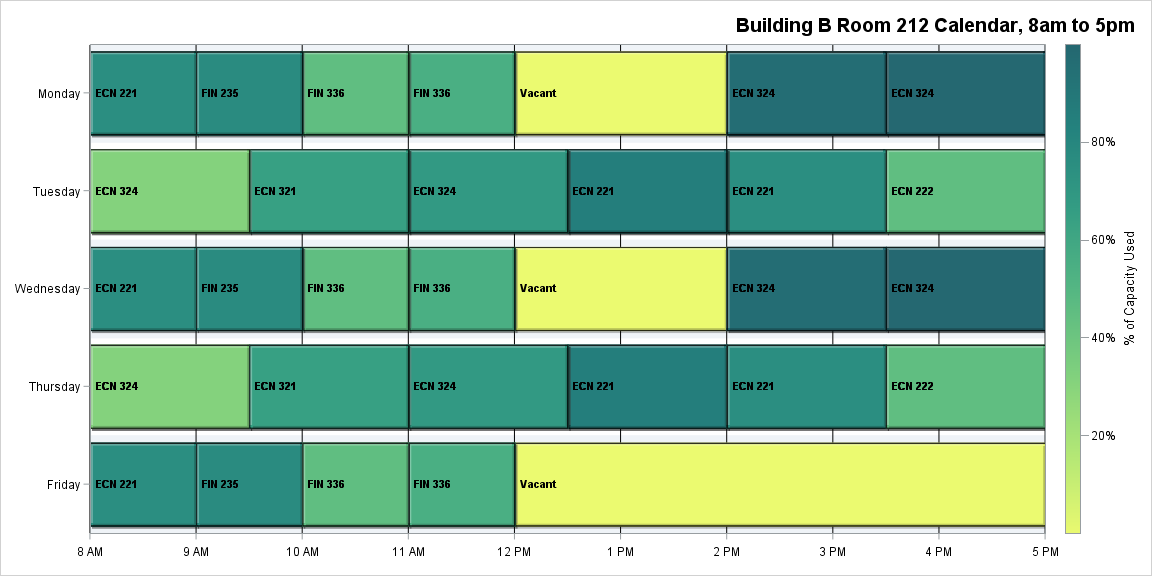 Building B Room 212 Calendar, 8am to 5pm
Monday
ECN 221
FIN 235
FIN 336
FIN 336
Vacant
ECN 324
ECN 324
Tuesday
ECN 324
ECN 321
ECN 324
ECN 221
ECN 221
ECN 222
Wednesday
ECN 221
FIN 235
FIN 336
FIN 336
Vacant
ECN 324
ECN 324
Thursday
ECN 324
ECN 321
ECN 324
ECN 221
ECN 221
ECN 222
Friday
ECN 221
FIN 235
FIN 336
FIN 336
Vacant
8 AM
9 AM
10 AM
11 AM
12 PM
1 PM
2 PM
3 PM
4 PM
5 PM
80%
60%
40%
20%
% of Capacity Used